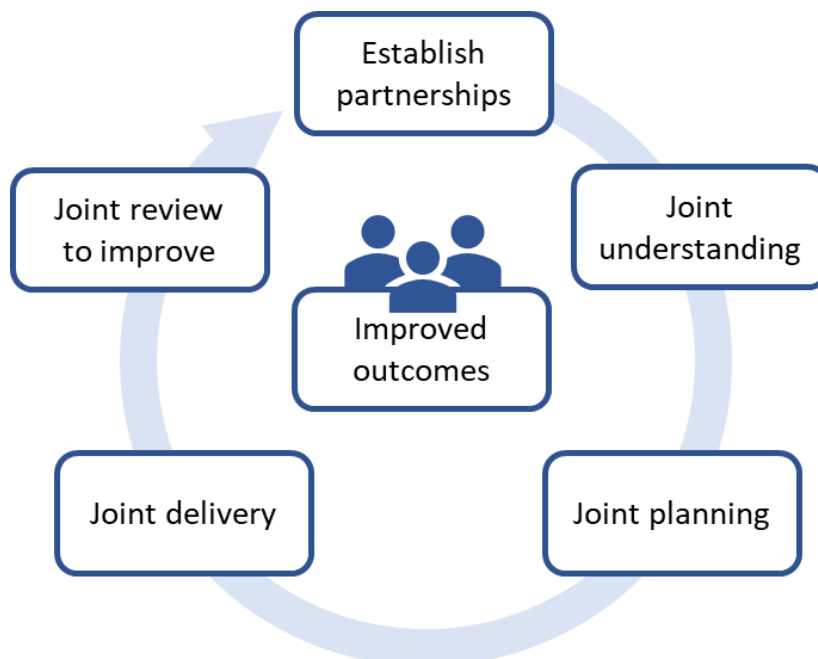 Establish
partnerships
Joint
understanding
Joint planning
Joint delivery
Joint review
to improve
Improved
outcomes